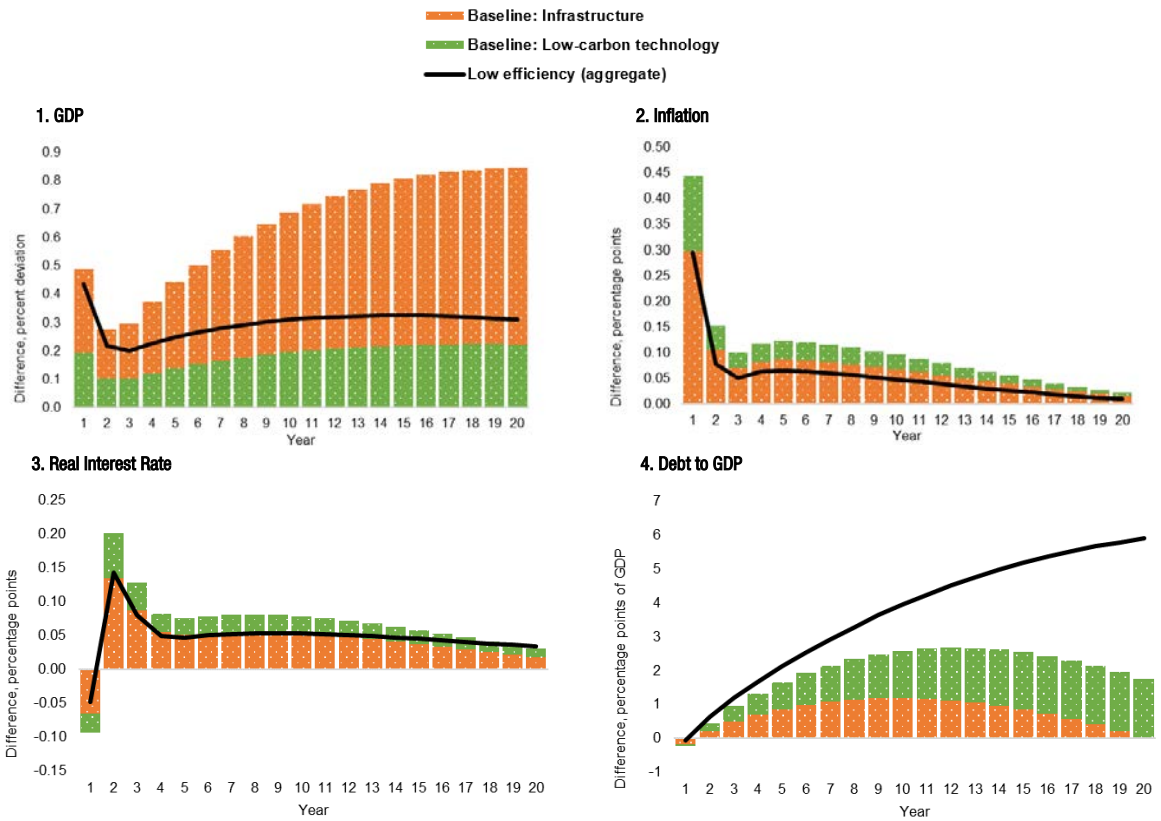 Baseline: Infrastructure
Baseline: Low-carbon technology
Low efficiency (aggregate)
1. GDP
Difference, percent deviation
0.9
0.8
0.7
0.6
0.5
0.4
0.3
0.2
0.1
0.0
1 2 3 4 5 6 7 8 9 10 11 12 13 14 15 16 17 18 19 20
Year
2. Inflation
Difference, percentage points
0.50
0.45
0.40
0.35
0.30
0.25
0.20
0.15
0.10
0.05
0.00
1 2 3 4 5 6 7 8 9 10 11 12 13 14 15 16 17 18 19 20
Year
3. Real Interest Rate
Difference, percentage points
0.25
0.20
0.15
0.10
0.05
0.00
-0.05
-0.10
-0.15
1 2 3 4 5 6 7 8 9 10 11 12 13 14 15 16 17 18 19 20
Year
4. Debt to GDP
Difference, percentage points of GDP
7
6
5
4
3
2
1
0
-1
1 2 3 4 5 6 7 8 9 10 11 12 13 14 15 16 17 18 19 20
Year